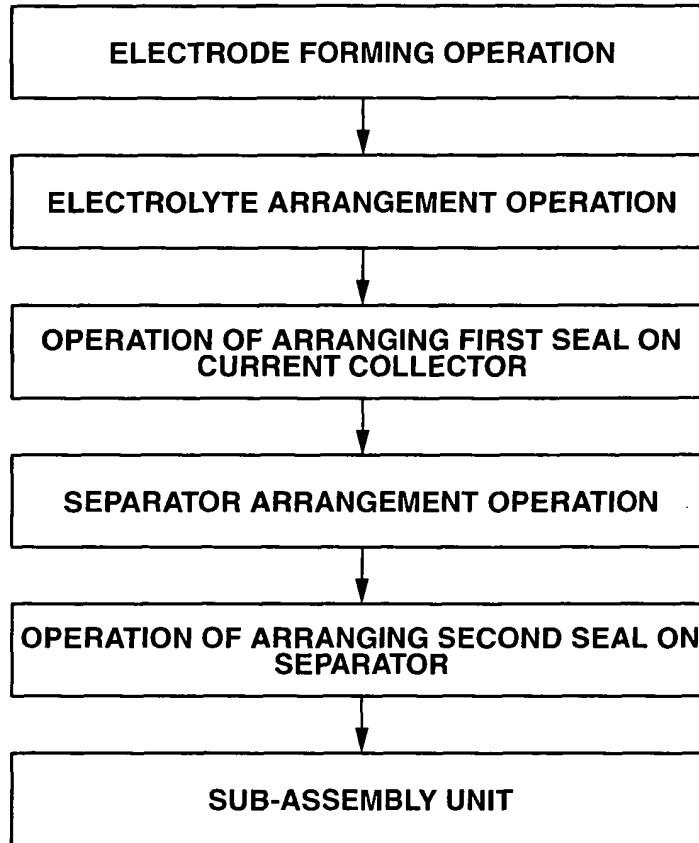 ELECTRODE FORMING OPERATION
ELECTROLYTE ARRANGEMENT OPERATION
OPERATION OF ARRANGING FIRST SEAL ON
CURRENT COLLECTOR
SEPARATOR ARRANGEMENT OPERATION
OPERATION OF ARRANGING SECOND SEAL ON
SEPARATOR
SUB-ASSEMBLY UNIT